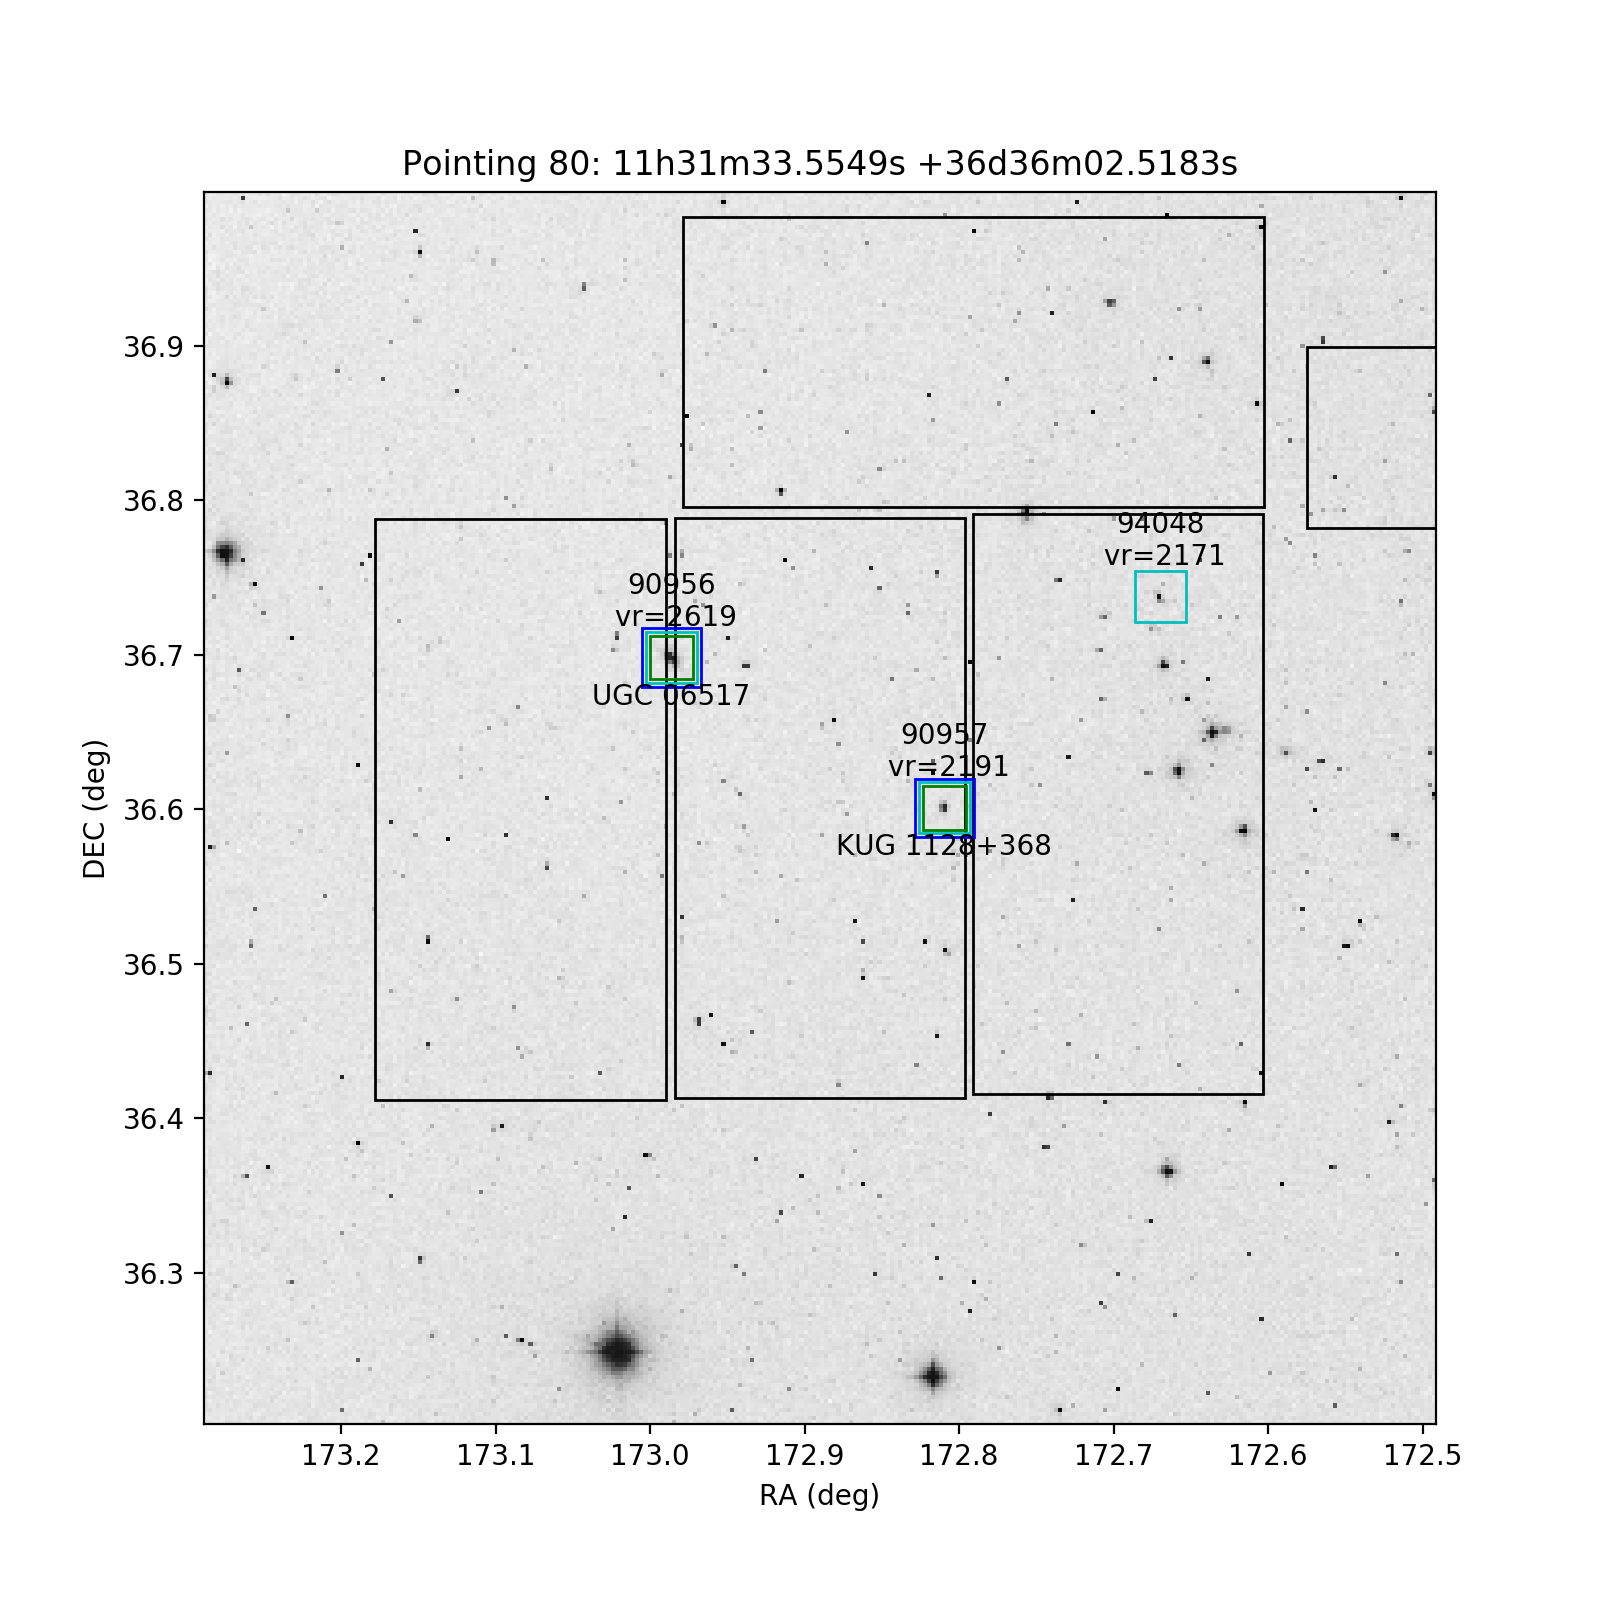 Pointing 80: 11h31m33.5549s +36d36m02.5183s
94048
vr=2171
90956
vr=2619
UGC 06517
90957
vr=2191
KUG 1128+368
DEC (deg)
36.9
36.8
36.7
36.6
36.5
36.4
36.3
173.2 173.1 173.0 172.9 172.8 172.7 172.6 172.5
RA (deg)